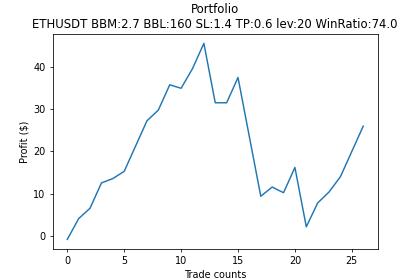 Portfolio
ETHUSDT BBM:2.7 BBL:160 SL:1.4 TP:0.6 lev:20 WinRatio:74.0
40
30
20
10
0
Profit ($)
0 5 10 15 20 25
Trade counts